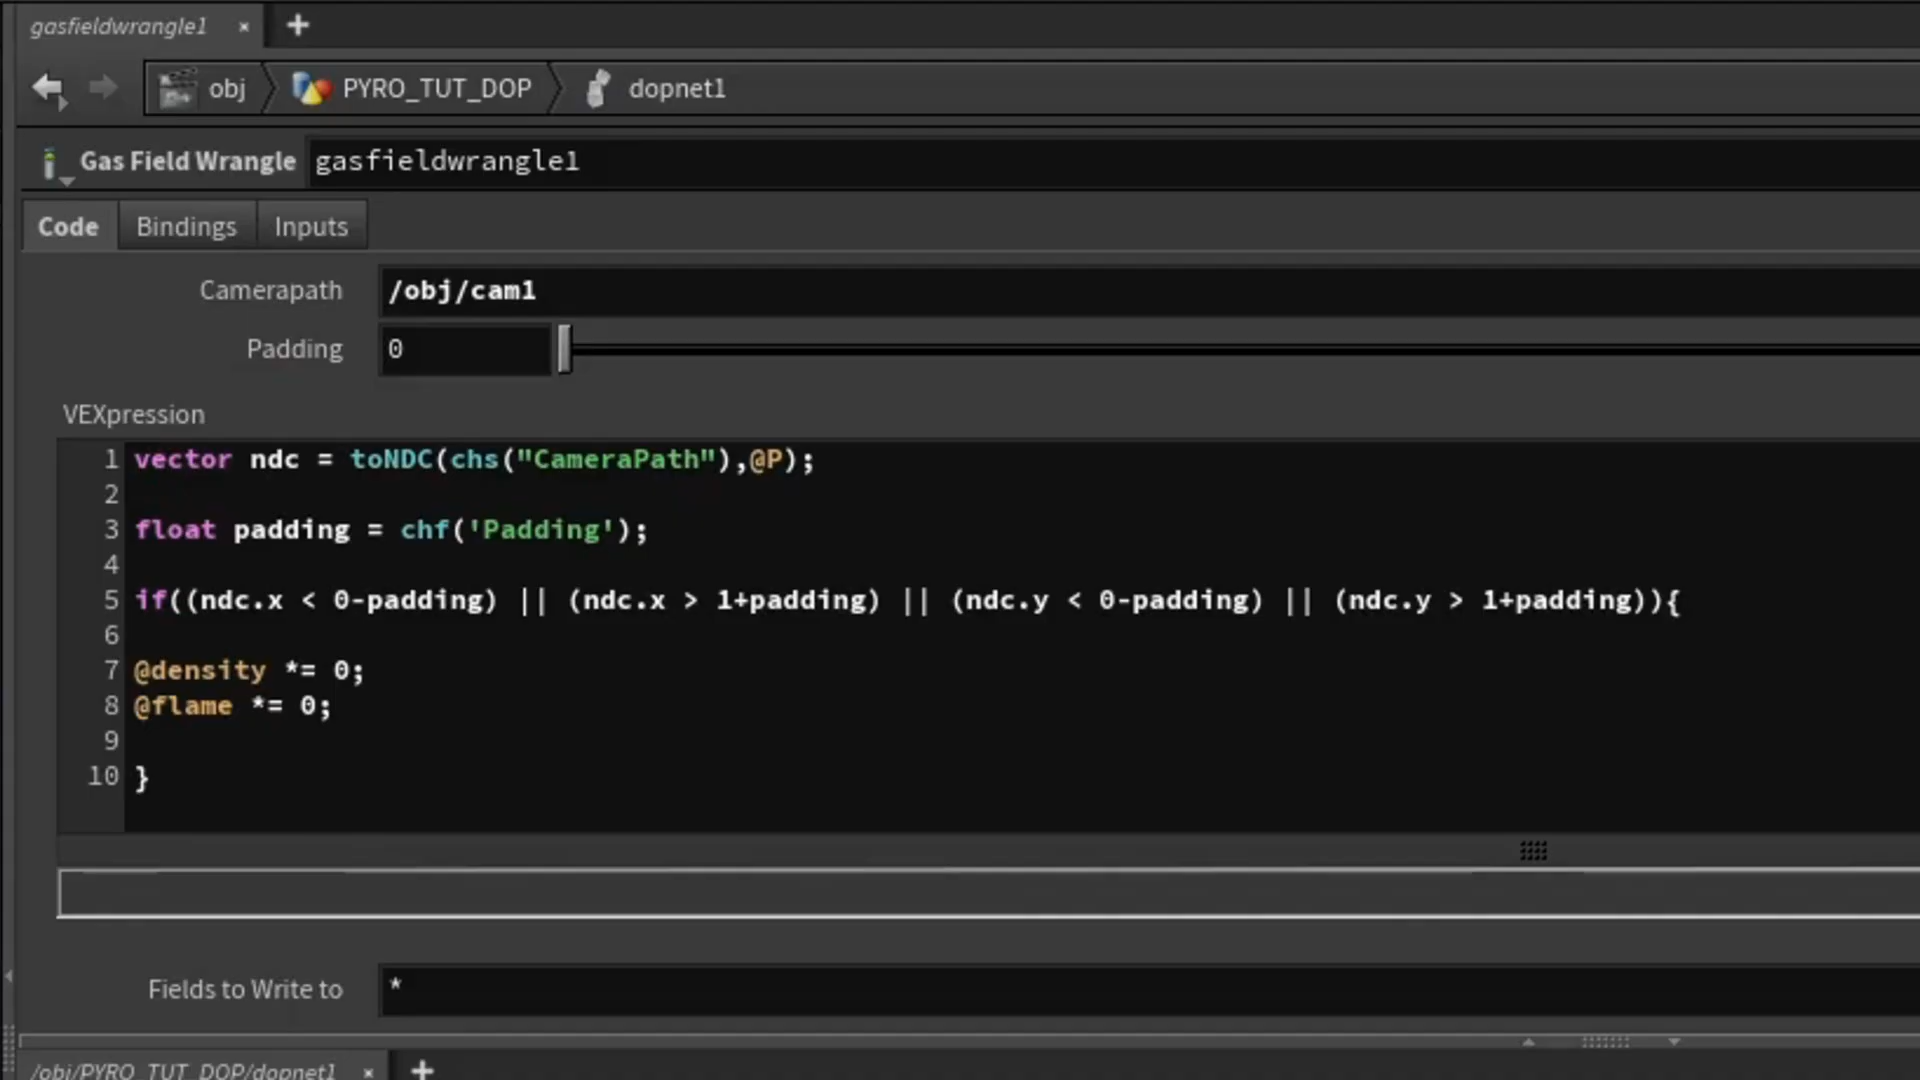 gasfieldwrangle1 × +
obj PYRO_TUT_DOP dopnet1
Gas Field Wrangle gasfieldwrangle1
Code Bindings Inputs
Camerapath /obj/cam1
Padding 0
VEXpression
1 vector ndc = toNDC(chs("CameraPath"),@P);
2
3 float padding = chf('Padding');
4
5 if((ndc.x < 0-padding) || (ndc.x > 1+padding) || (ndc.y < 0-padding) || (ndc.y > 1+padding)){
6
7 @density *= 0;
8 @flame *= 0;
9
10 }
Fields to Write to *
/obj/PYRO_TUT_DOP/dopnet1 × +